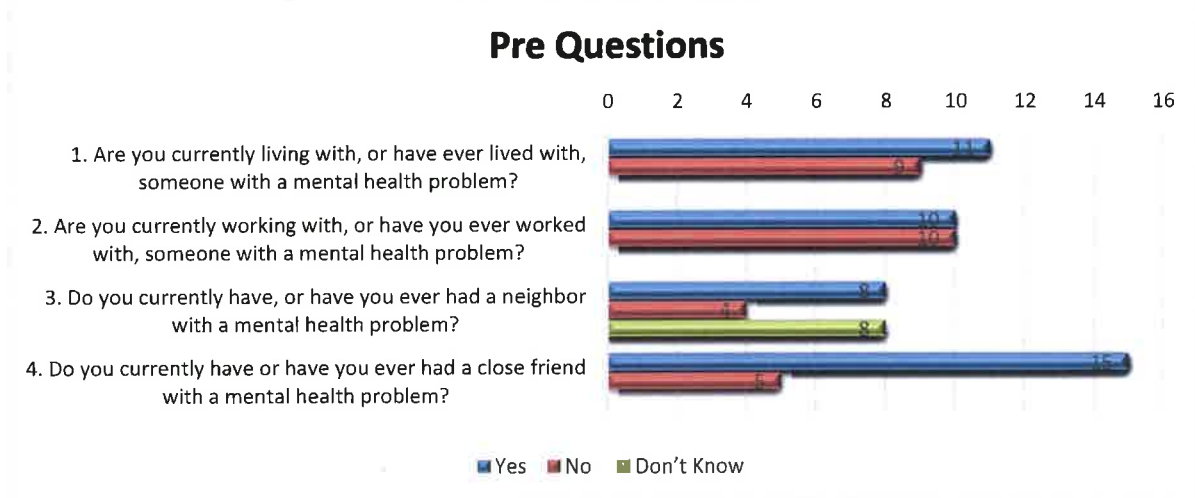 Pre Questions
0 2 4 6 8 10 12 14 16
1. Are you currently living with, or have ever lived with,
someone with a mental health problem?
11
9
2. Are you currently working with, or have you ever worked
with, someone with a mental health problem?
10
10
3. Do you currently have, or have you ever had a neighbor
with a mental health problem?
8
4
8
4. Do you currently have or have you ever had a close friend
with a mental health problem?
15
5
Yes No Don't Know